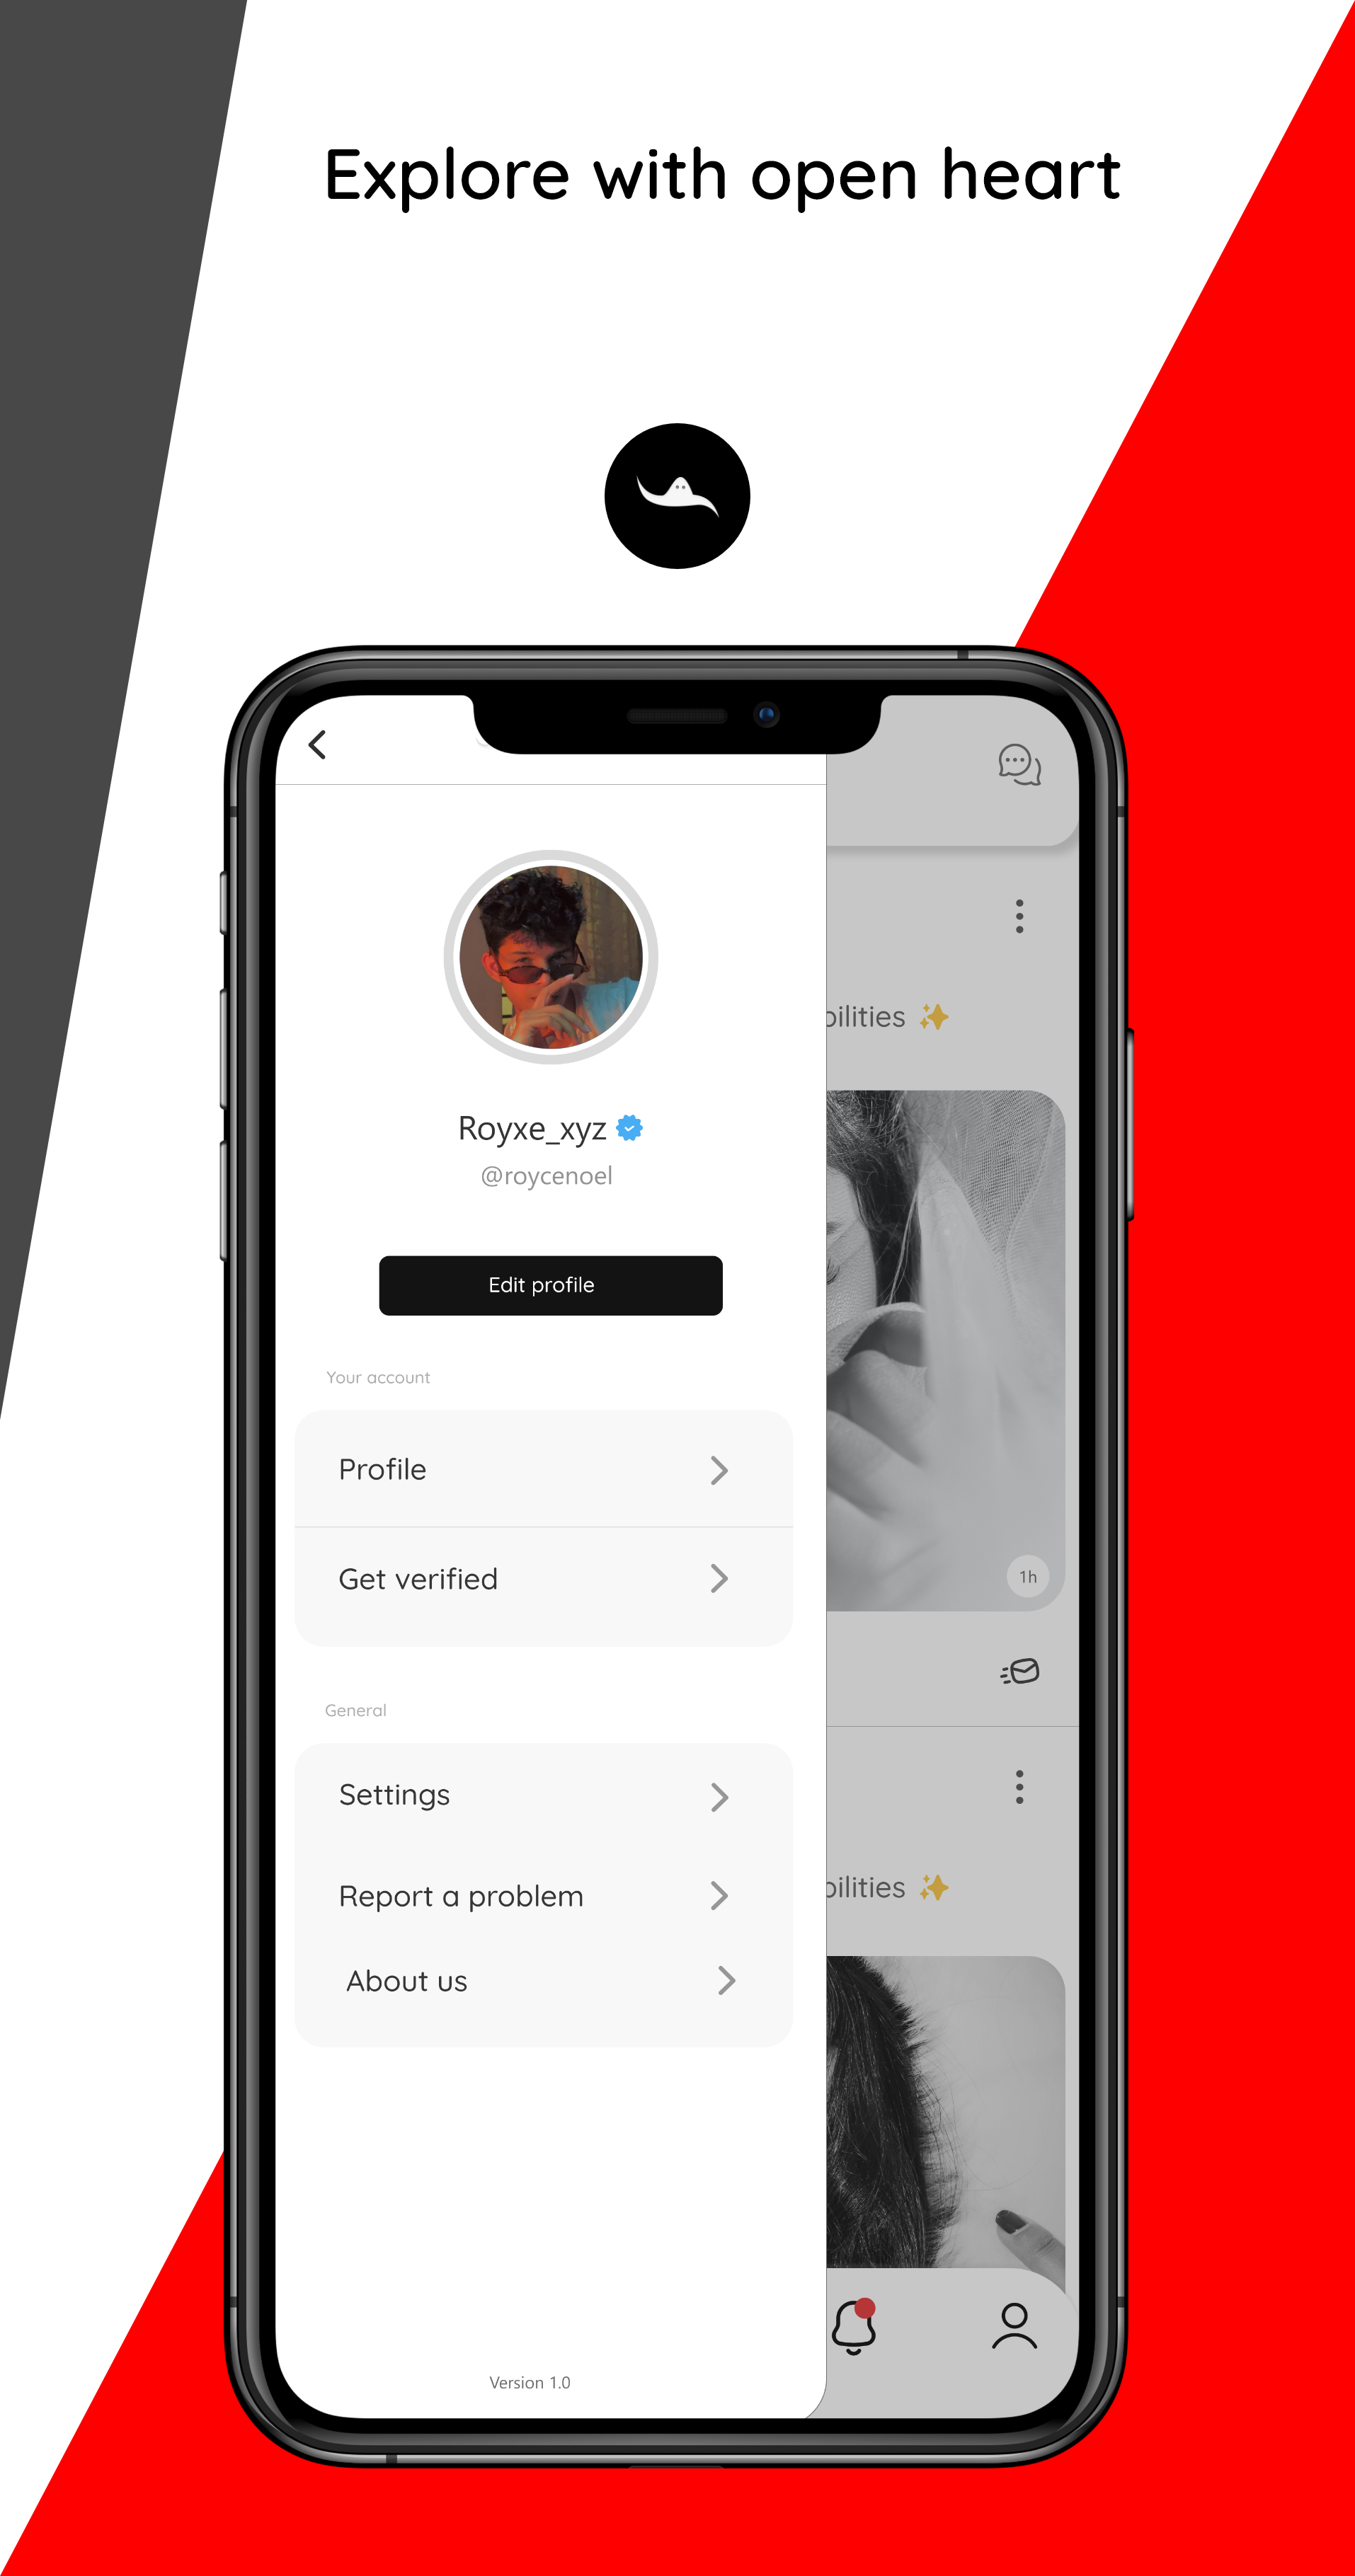 Explore with open heart
Royxe_xyz
@roycenoel
Edit profile
Your account
Profile
Get verified
General
Settings
Report a problem
About us
Version 1.0
bilities ✨
1h
bilities ✨